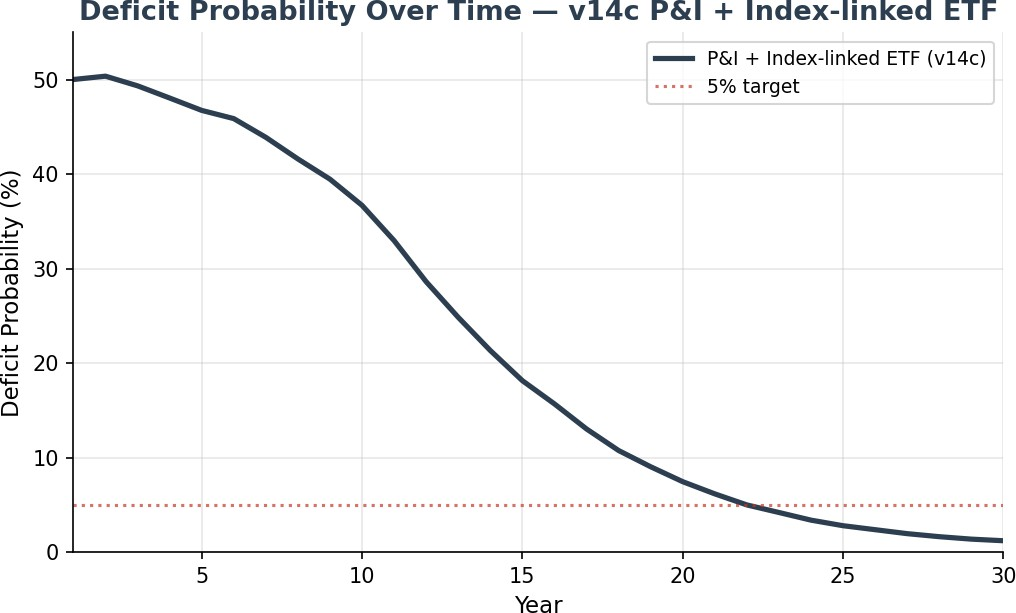 Deficit Probability Over Time — v14c P&I + Index-linked ETF
P&I + Index-linked ETF (v14c)
5% target
Deficit Probability (%)
50
40
30
20
10
0
5
10
15
20
25
30
Year